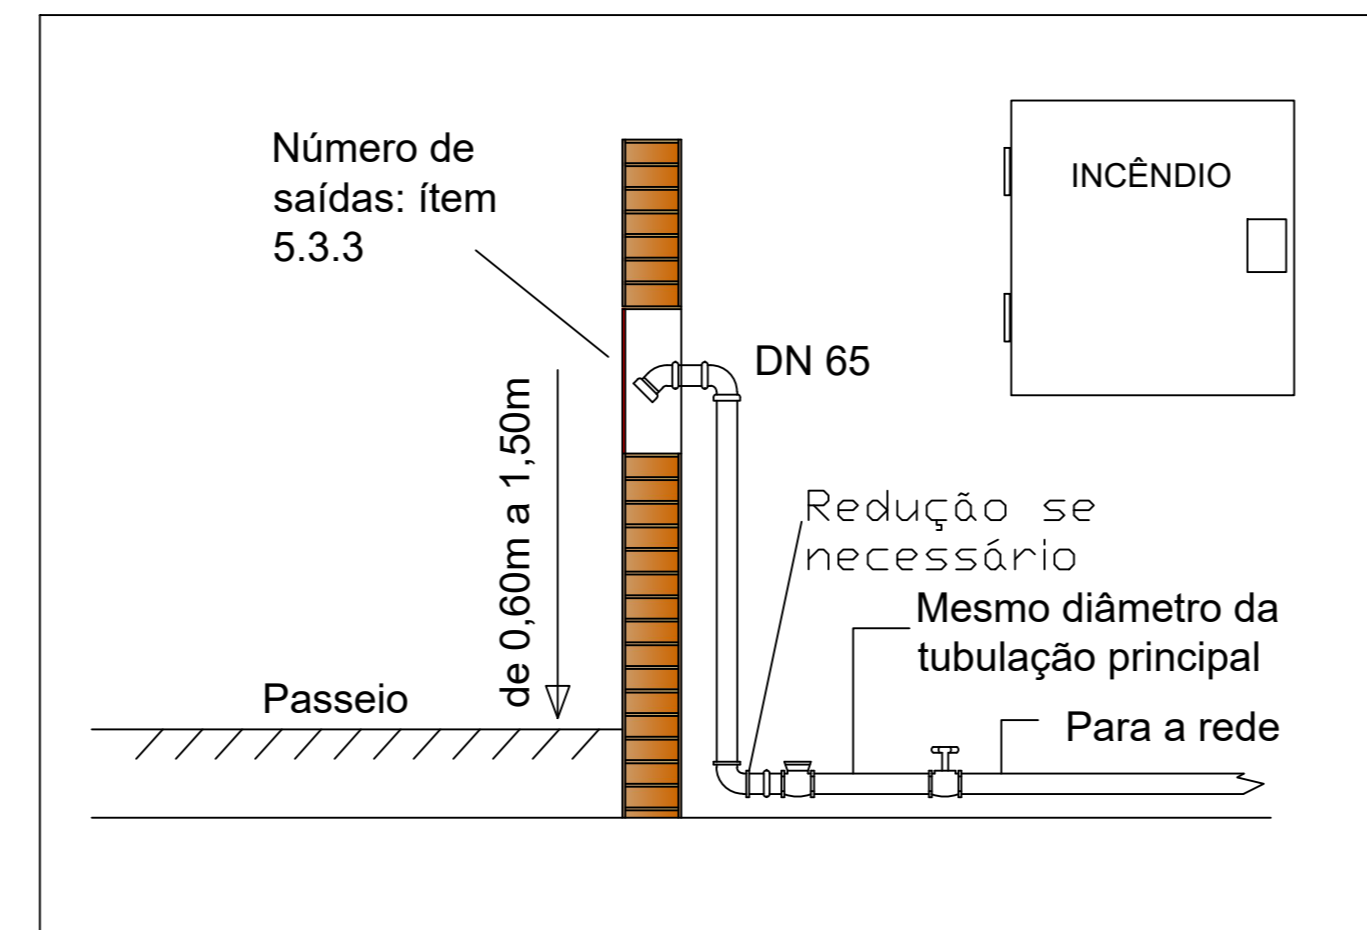 Número de
saídas: ítem
5.3.3
INCÊNDIO
DN 65
de 0,60m a 1,50m
Redução se
necessário
Mesmo diâmetro da
tubulação principal
Passeio
Para a rede